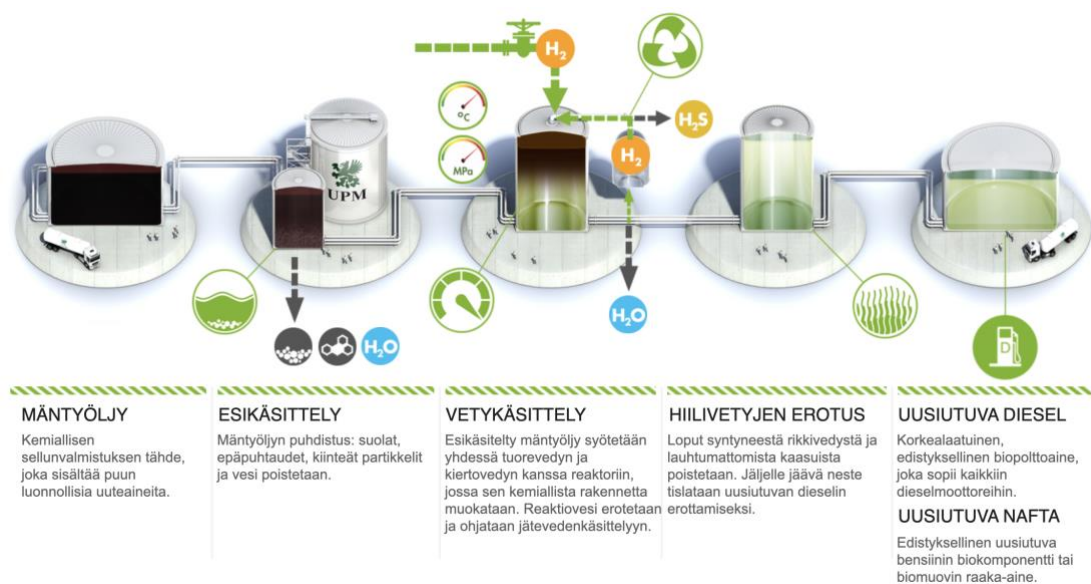 H₂
°C
MPa
H₂S
H₂
UPM
H₂O
H₂O
D
MÄNTYÖLJY
Kemiallisen
sellunvalmistuksen tähde,
joka sisältää puun
luonnollisia uuteaineita.
ESIKÄSITTELY
Mäntyöljyn puhdistus: suolat,
epäpuhtaudet, kiinteät partikkelit
ja vesi poistetaan.
VETYKÄSITTELY
Esikäsitelty mäntyöljy syötetään
yhdessä tuorevedyn ja
kiertovedyn kanssa reaktoriin,
jossa sen kemiallista rakennetta
muokataan. Reaktiovesi erotetaan
ja ohjataan jätevedenkäsittelyyn.
HIILIVETYJEN EROTUS
Loput syntyneestä rikkivedystä ja
lauhtumattomista kaasuista
poistetaan. Jäljelle jäävä neste
tislataan uusiutuvan dieselin
erottamiseksi.
UUSIUTUVA DIESEL
Korkealaatuinen,
edistyksellinen biopolttoaine,
joka sopii kaikkiin
dieselmoottoreihin.
UUSIUTUVA NAFTA
Edistyksellinen uusiutuva
bensiinin biokomponentti tai
biomuovin raaka-aine.